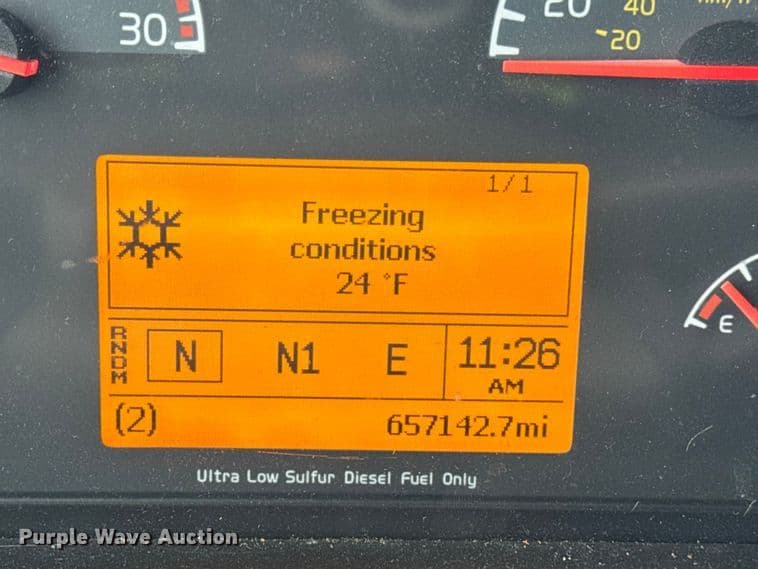 30
20 40
20
1/1
Freezing
conditions
24 °F
RNDM
N N1 E 11:26
AM
(2) 657142.7mi
E
Ultra Low Sulfur Diesel Fuel Only
Purple Wave Auction